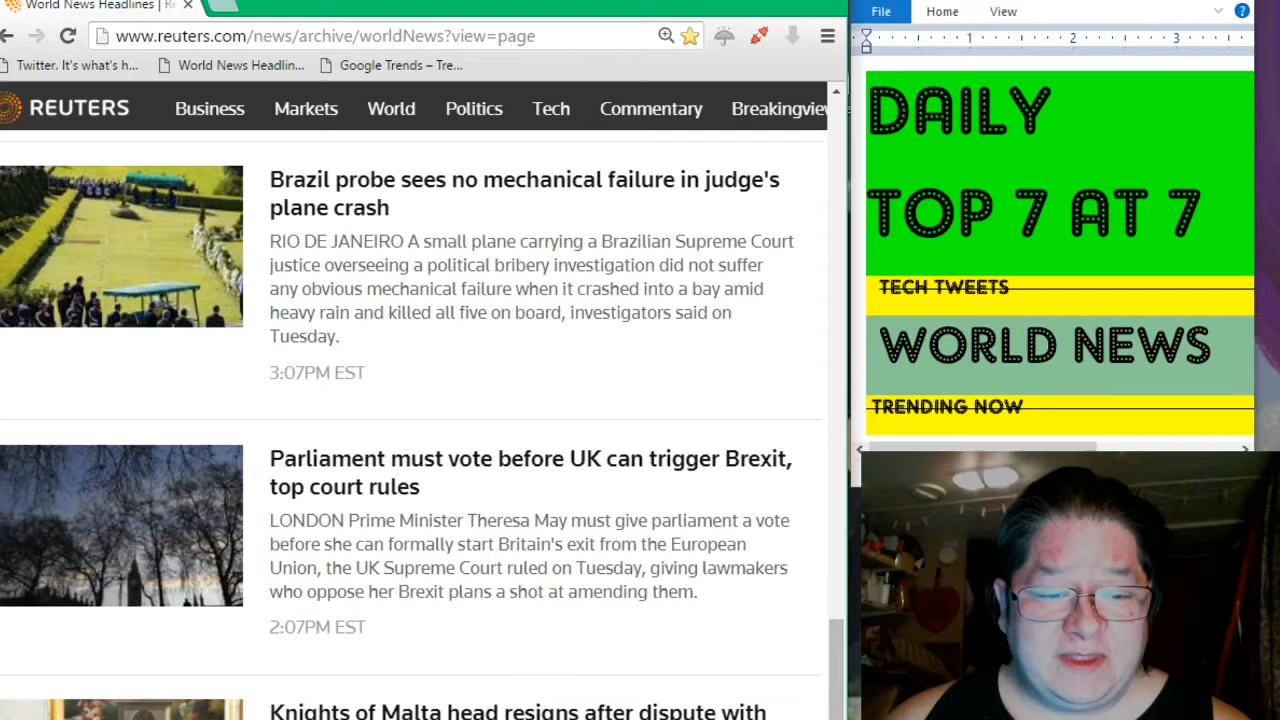 World News Headlines | Re
www.reuters.com/news/archive/worldNews?view=page
Twitter. It's what's h...
World News Headlin...
Google Trends – Tre...
REUTERS
Business
Markets
World
Politics
Tech
Commentary
Breakingview
Brazil probe sees no mechanical failure in judge's
plane crash
RIO DE JANEIRO A small plane carrying a Brazilian Supreme Court
justice overseeing a political bribery investigation did not suffer
any obvious mechanical failure when it crashed into a bay amid
heavy rain and killed all five on board, investigators said on
Tuesday.
3:07PM EST
Parliament must vote before UK can trigger Brexit,
top court rules
LONDON Prime Minister Theresa May must give parliament a vote
before she can formally start Britain's exit from the European
Union, the UK Supreme Court ruled on Tuesday, giving lawmakers
who oppose her Brexit plans a shot at amending them.
2:07PM EST
Knights of Malta head resigns after dispute with
File
Home
View
?
1
2
3
DAILY
TOP 7 AT 7
TECH TWEETS
WORLD NEWS
TRENDING NOW